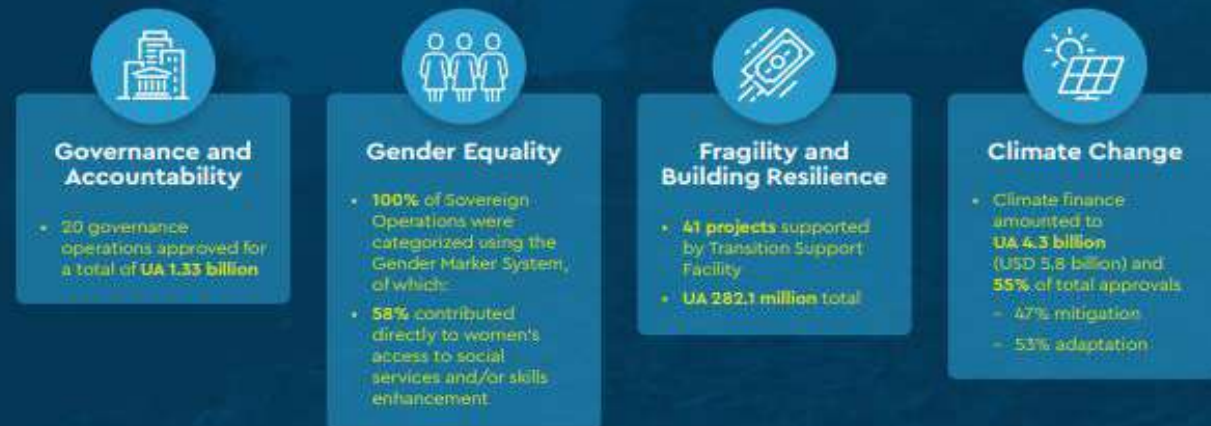 Governance and
Accountability
• 20 governance
operations approved for
a total of UA 1.33 billion
Gender Equality
• 100% of Sovereign
Operations were
categorized using the
Gender Marker System,
of which:
• 58% contributed
directly to women's
access to social
services and/or skills
enhancement
Fragility and
Building Resilience
• 41 projects supported
by Transition Support
Facility
• UA 282.1 million total
Climate Change
• Climate finance
amounted to
UA 4.3 billion
(USD 5.8 billion) and
55% of total approvals
- 47% mitigation
- 53% adaptation